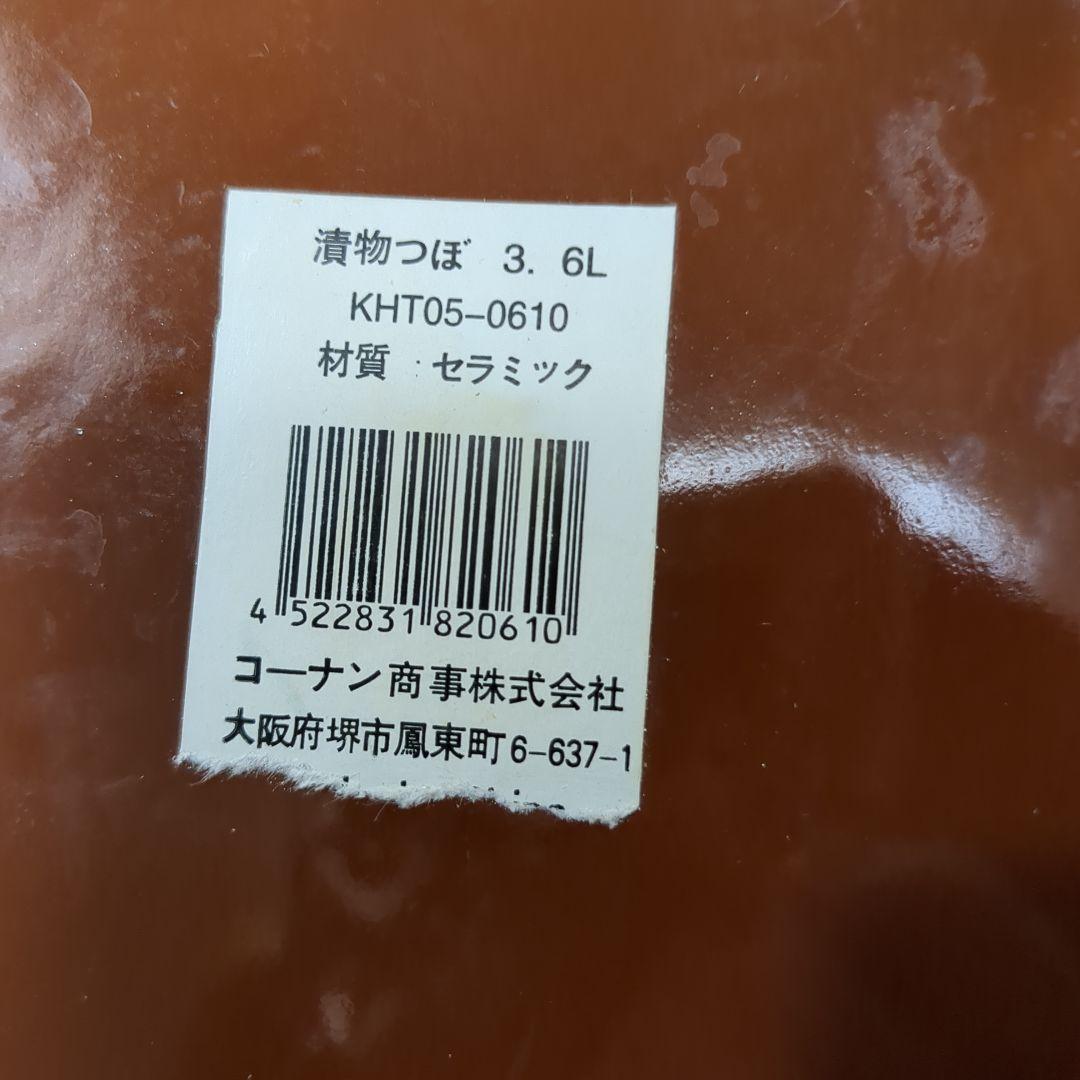 漬物つぼ 3. 6L
KHT05-0610
材質 : セラミック
4 522831 820610
コーナン商事株式会社
大阪府堺市鳳東町6-637-1